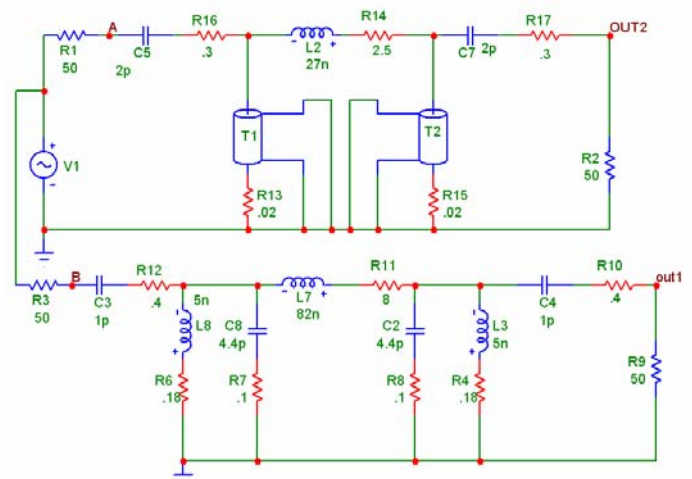 A
R16
R14
R17
OUT2
R1
50
C5
2p
.3
L2
27n
2.5
C7
2p
.3
T1
T2
V1
R13
.02
R15
.02
R2
50
R3
50
B
C3
1p
R12
.4
5n
L8
C8
4.4p
L7
82n
R11
8
C2
4.4p
L3
5n
C4
1p
R10
.4
out1
R6
.18
R7
.1
R8
.1
R4
.18
R9
50